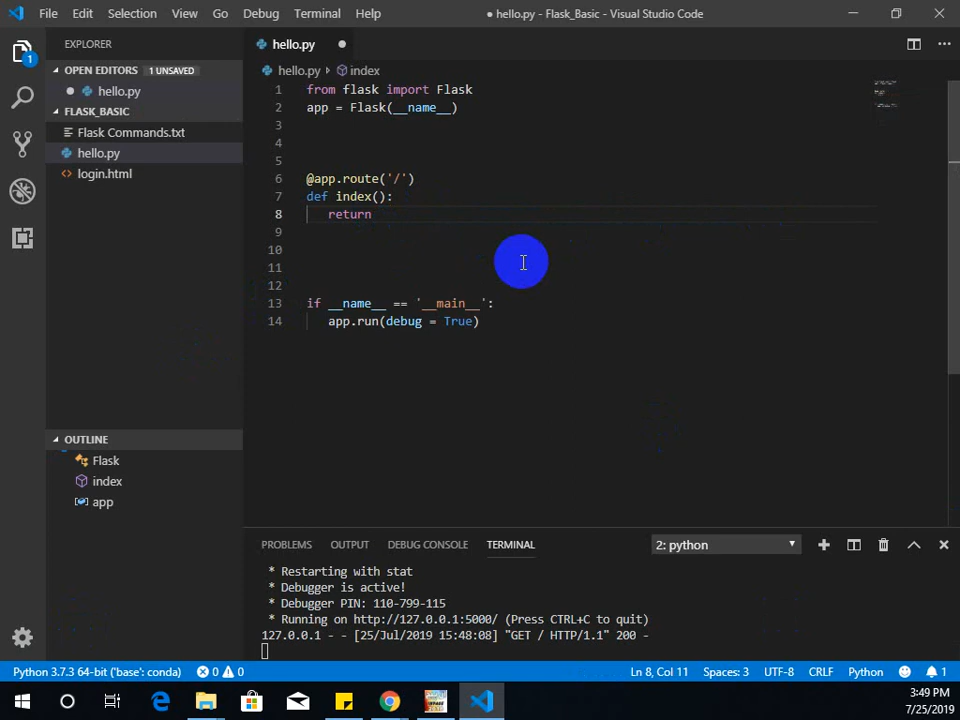 File Edit Selection View Go Debug Terminal Help
● hello.py - Flask_Basic - Visual Studio Code
EXPLORER
OPEN EDITORS 1 UNSAVED
● hello.py
FLASK_BASIC
Flask Commands.txt
hello.py
login.html
OUTLINE
Flask
index
app
hello.py ●
hello.py › index
1 from flask import Flask
2 app = Flask(__name__)
3
4
5
6 @app.route('/')
7 def index():
8 return
9
10
11
12
13 if __name__ == '__main__':
14 app.run(debug = True)
PROBLEMS OUTPUT DEBUG CONSOLE TERMINAL 2: python
* Restarting with stat
* Debugger is active!
* Debugger PIN: 110-799-115
* Running on http://127.0.0.1:5000/ (Press CTRL+C to quit)
127.0.0.1 - - [25/Jul/2019 15:48:08] "GET / HTTP/1.1" 200 -
Python 3.7.3 64-bit ('base': conda) 0 0 Ln 8, Col 11 Spaces: 3 UTF-8 CRLF Python 1
3:49 PM
7/25/2019